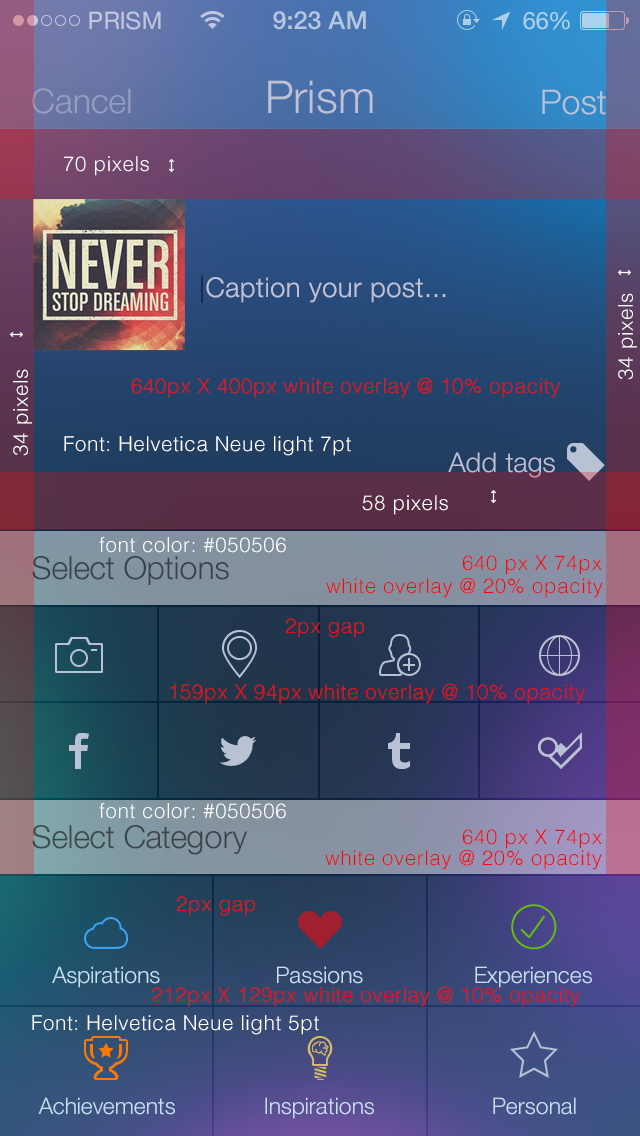 PRISM 9:23 AM 66%
Cancel Prism Post
70 pixels
NEVER
STOP DREAMING
Caption your post...
34 pixels
34 pixels
640px X 400px white overlay @ 10% opacity
Font: Helvetica Neue light 7pt
Add tags
58 pixels
font color: #050506
Select Options
640 px X 74px
white overlay @ 20% opacity
2px gap
159px X 94px white overlay @ 10% opacity
font color: #050506
Select Category
640 px X 74px
white overlay @ 20% opacity
2px gap
Aspirations Passions Experiences
212px X 129px white overlay @ 10% opacity
Font: Helvetica Neue light 5pt
Achievements Inspirations Personal